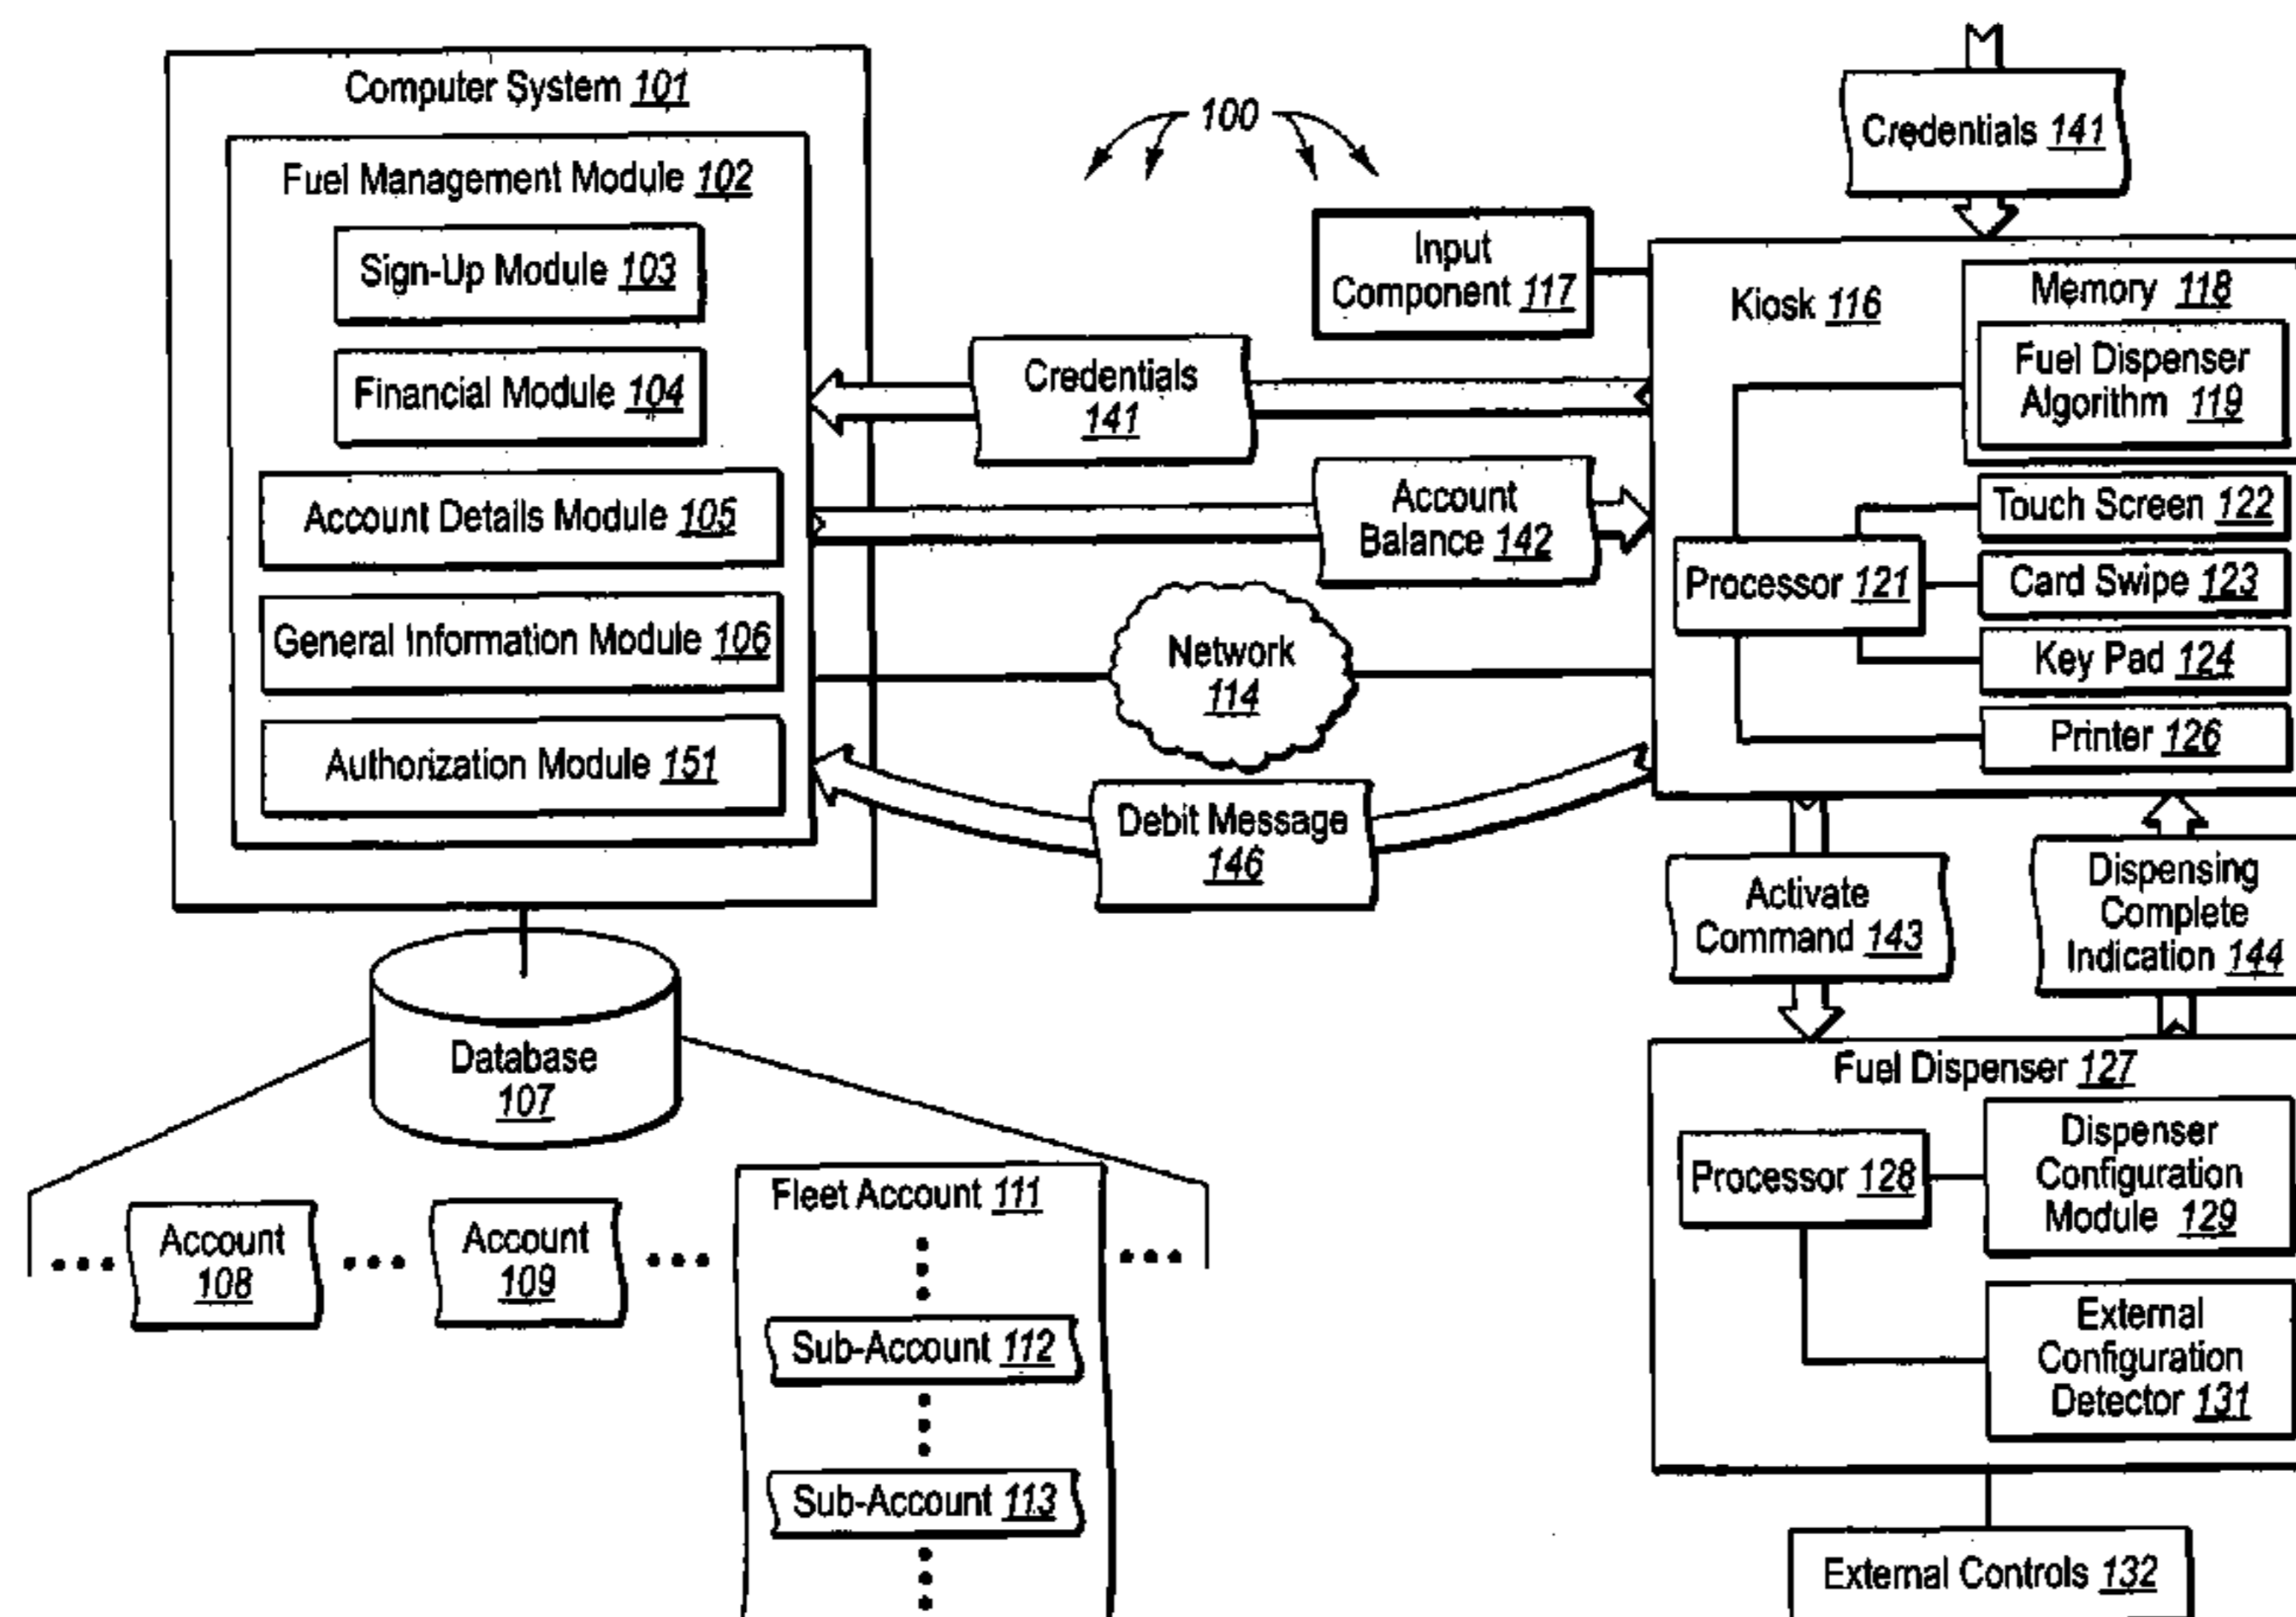 Computer System 101
Fuel Management Module 102
Sign-Up Module 103
Financial Module 104
Account Details Module 105
General Information Module 106
Authorization Module 151
100
Input
Component 117
Credentials
141
Account
Balance 142
Network
114
Debit Message
146
Credentials 141
Kiosk 116
Memory 118
Fuel Dispenser
Algorithm 119
Processor 121
Touch Screen 122
Card Swipe 123
Key Pad 124
Printer 126
Activate
Command 143
Dispensing
Complete
Indication 144
Fuel Dispenser 127
Processor 128
Dispenser
Configuration
Module 129
External
Configuration
Detector 131
External Controls 132
Database
107
Account
108
Account
109
Fleet Account 111
Sub-Account 112
Sub-Account 113